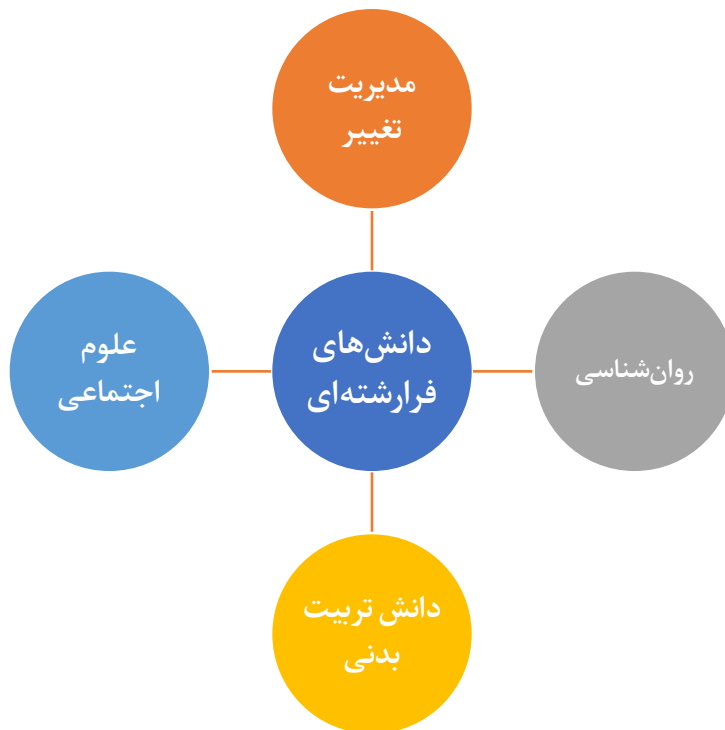 مدیریت
تغییر
علوم
اجتماعی
دانش‌های
فرارشته‌ای
روان‌شناسی
دانش تربیت
بدنی